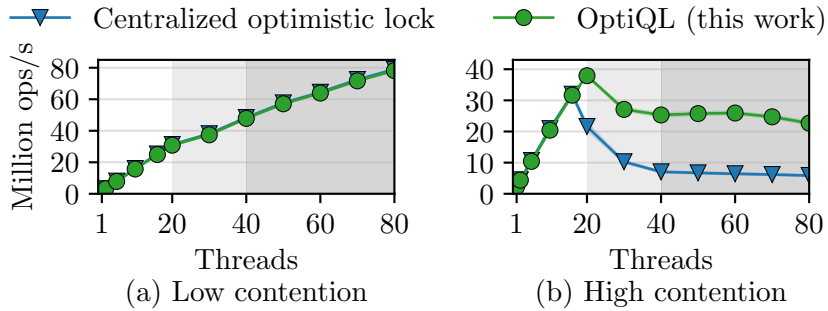 Centralized optimistic lock OptiQL (this work)
Million ops/s
80
60
40
20
0
1 20 40 60 80
Threads
(a) Low contention
40
30
20
10
0
1 20 40 60 80
Threads
(b) High contention